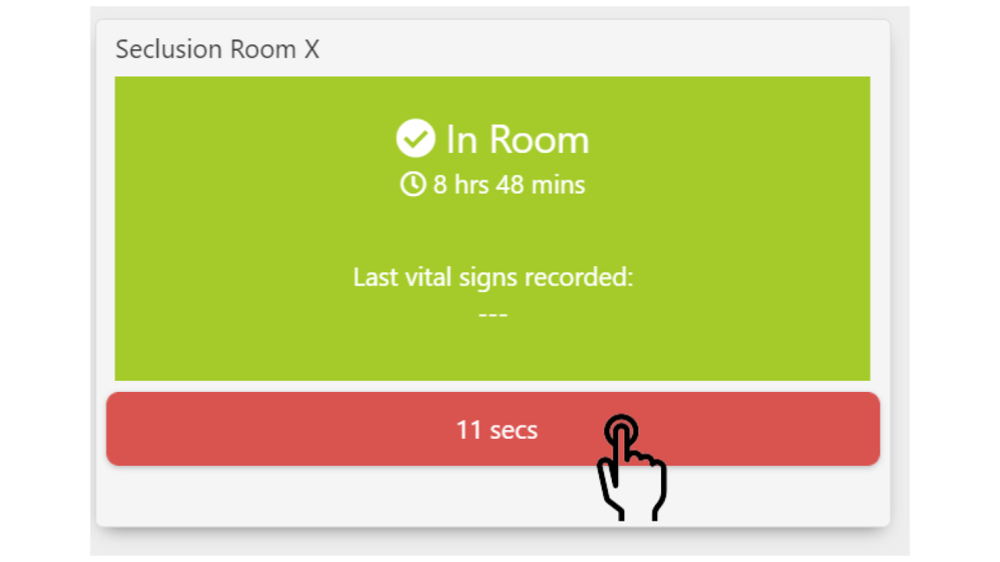 Seclusion Room X
In Room
8 hrs 48 mins
Last vital signs recorded:
---
11 secs